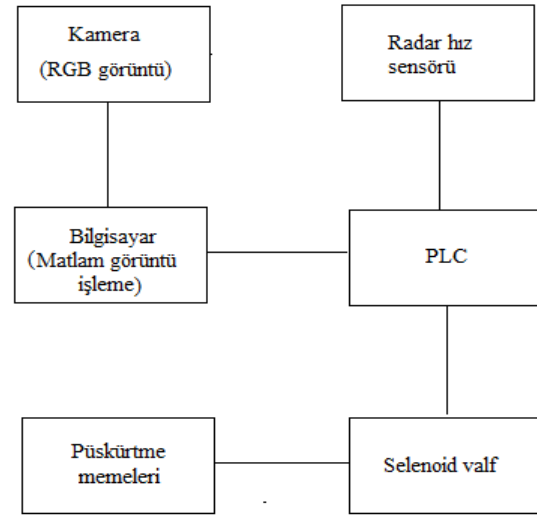 Kamera
(RGB görüntü)
Radar hız
sensörü
Bilgisayar
(Matlam görüntü
işleme)
PLC
Püskürtme
memeleri
Selenoid valf